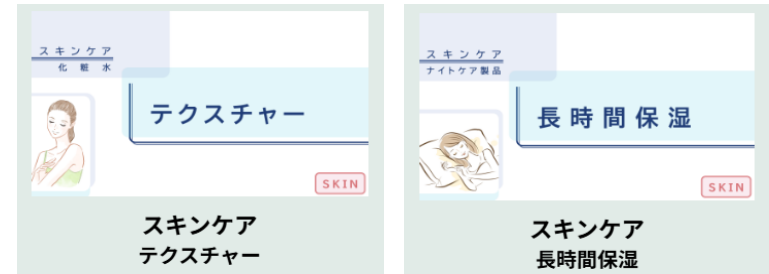 スキンケア
化粧水
テクスチャー
SKIN
スキンケア
テクスチャー
スキンケア
ナイトケア製品
長時間保湿
SKIN
スキンケア
長時間保湿